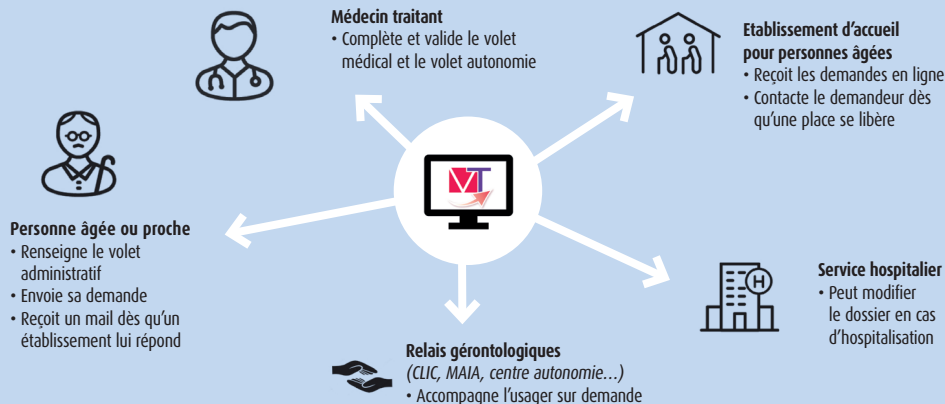 Médecin traitant
• Complète et valide le volet
médical et le volet autonomie
Etablissement d'accueil
pour personnes âgées
• Reçoit les demandes en ligne
• Contacte le demandeur dès
qu'une place se libère
VT
Personne âgée ou proche
• Renseigne le volet
administratif
• Envoie sa demande
• Reçoit un mail dès qu'un
établissement lui répond
H
Service hospitalier
• Peut modifier
le dossier en cas
d'hospitalisation
Relais gérontologiques
(CLIC, MAIA, centre autonomie...)
• Accompagne l'usager sur demande